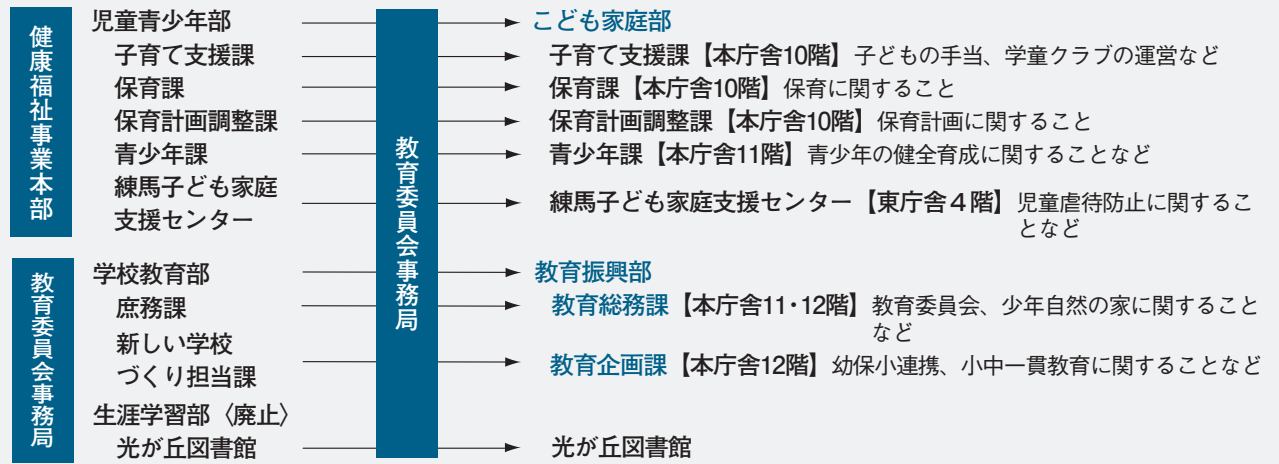 健康福祉事業本部
児童青少年部
子育て支援課
保育課
保育計画調整課
青少年課
練馬子ども家庭
支援センター
教育委員会事務局
学校教育部
庶務課
新しい学校
づくり担当課
生涯学習部〈廃止〉
光が丘図書館
教育委員会事務局
こども家庭部
子育て支援課【本庁舎10階】子どもの手当、学童クラブの運営など
保育課【本庁舎10階】保育に関すること
保育計画調整課【本庁舎10階】保育計画に関すること
青少年課【本庁舎11階】青少年の健全育成に関することなど
練馬子ども家庭支援センター【東庁舎4階】児童虐待防止に関するこ
となど
教育振興部
教育総務課【本庁舎11・12階】教育委員会、少年自然の家に関すること
など
教育企画課【本庁舎12階】幼保小連携、小中一貫教育に関することなど
光が丘図書館